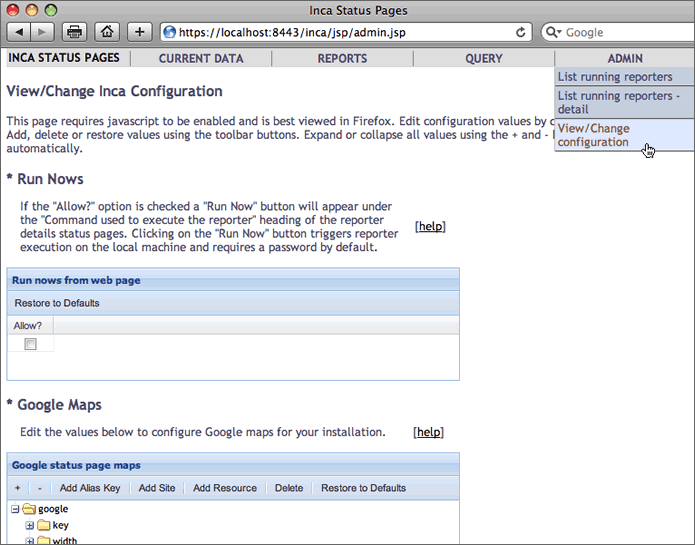 Inca Status Pages
https://localhost:8443/inca/jsp/admin.jsp
Google
INCA STATUS PAGES
CURRENT DATA
REPORTS
QUERY
ADMIN
List running reporters
List running reporters -
detail
View/Change
configuration
View/Change Inca Configuration
This page requires javascript to be enabled and is best viewed in Firefox. Edit configuration values by
Add, delete or restore values using the toolbar buttons. Expand or collapse all values using the + and -
automatically.
* Run Nows
If the "Allow?" option is checked a "Run Now" button will appear under
the "Command used to execute the reporter" heading of the reporter
details status pages. Clicking on the "Run Now" button triggers reporter
execution on the local machine and requires a password by default.
[help]
Run nows from web page
Restore to Defaults
Allow?
* Google Maps
Edit the values below to configure Google maps for your installation.
[help]
Google status page maps
+ - Add Alias Key Add Site Add Resource Delete Restore to Defaults
google
key
width